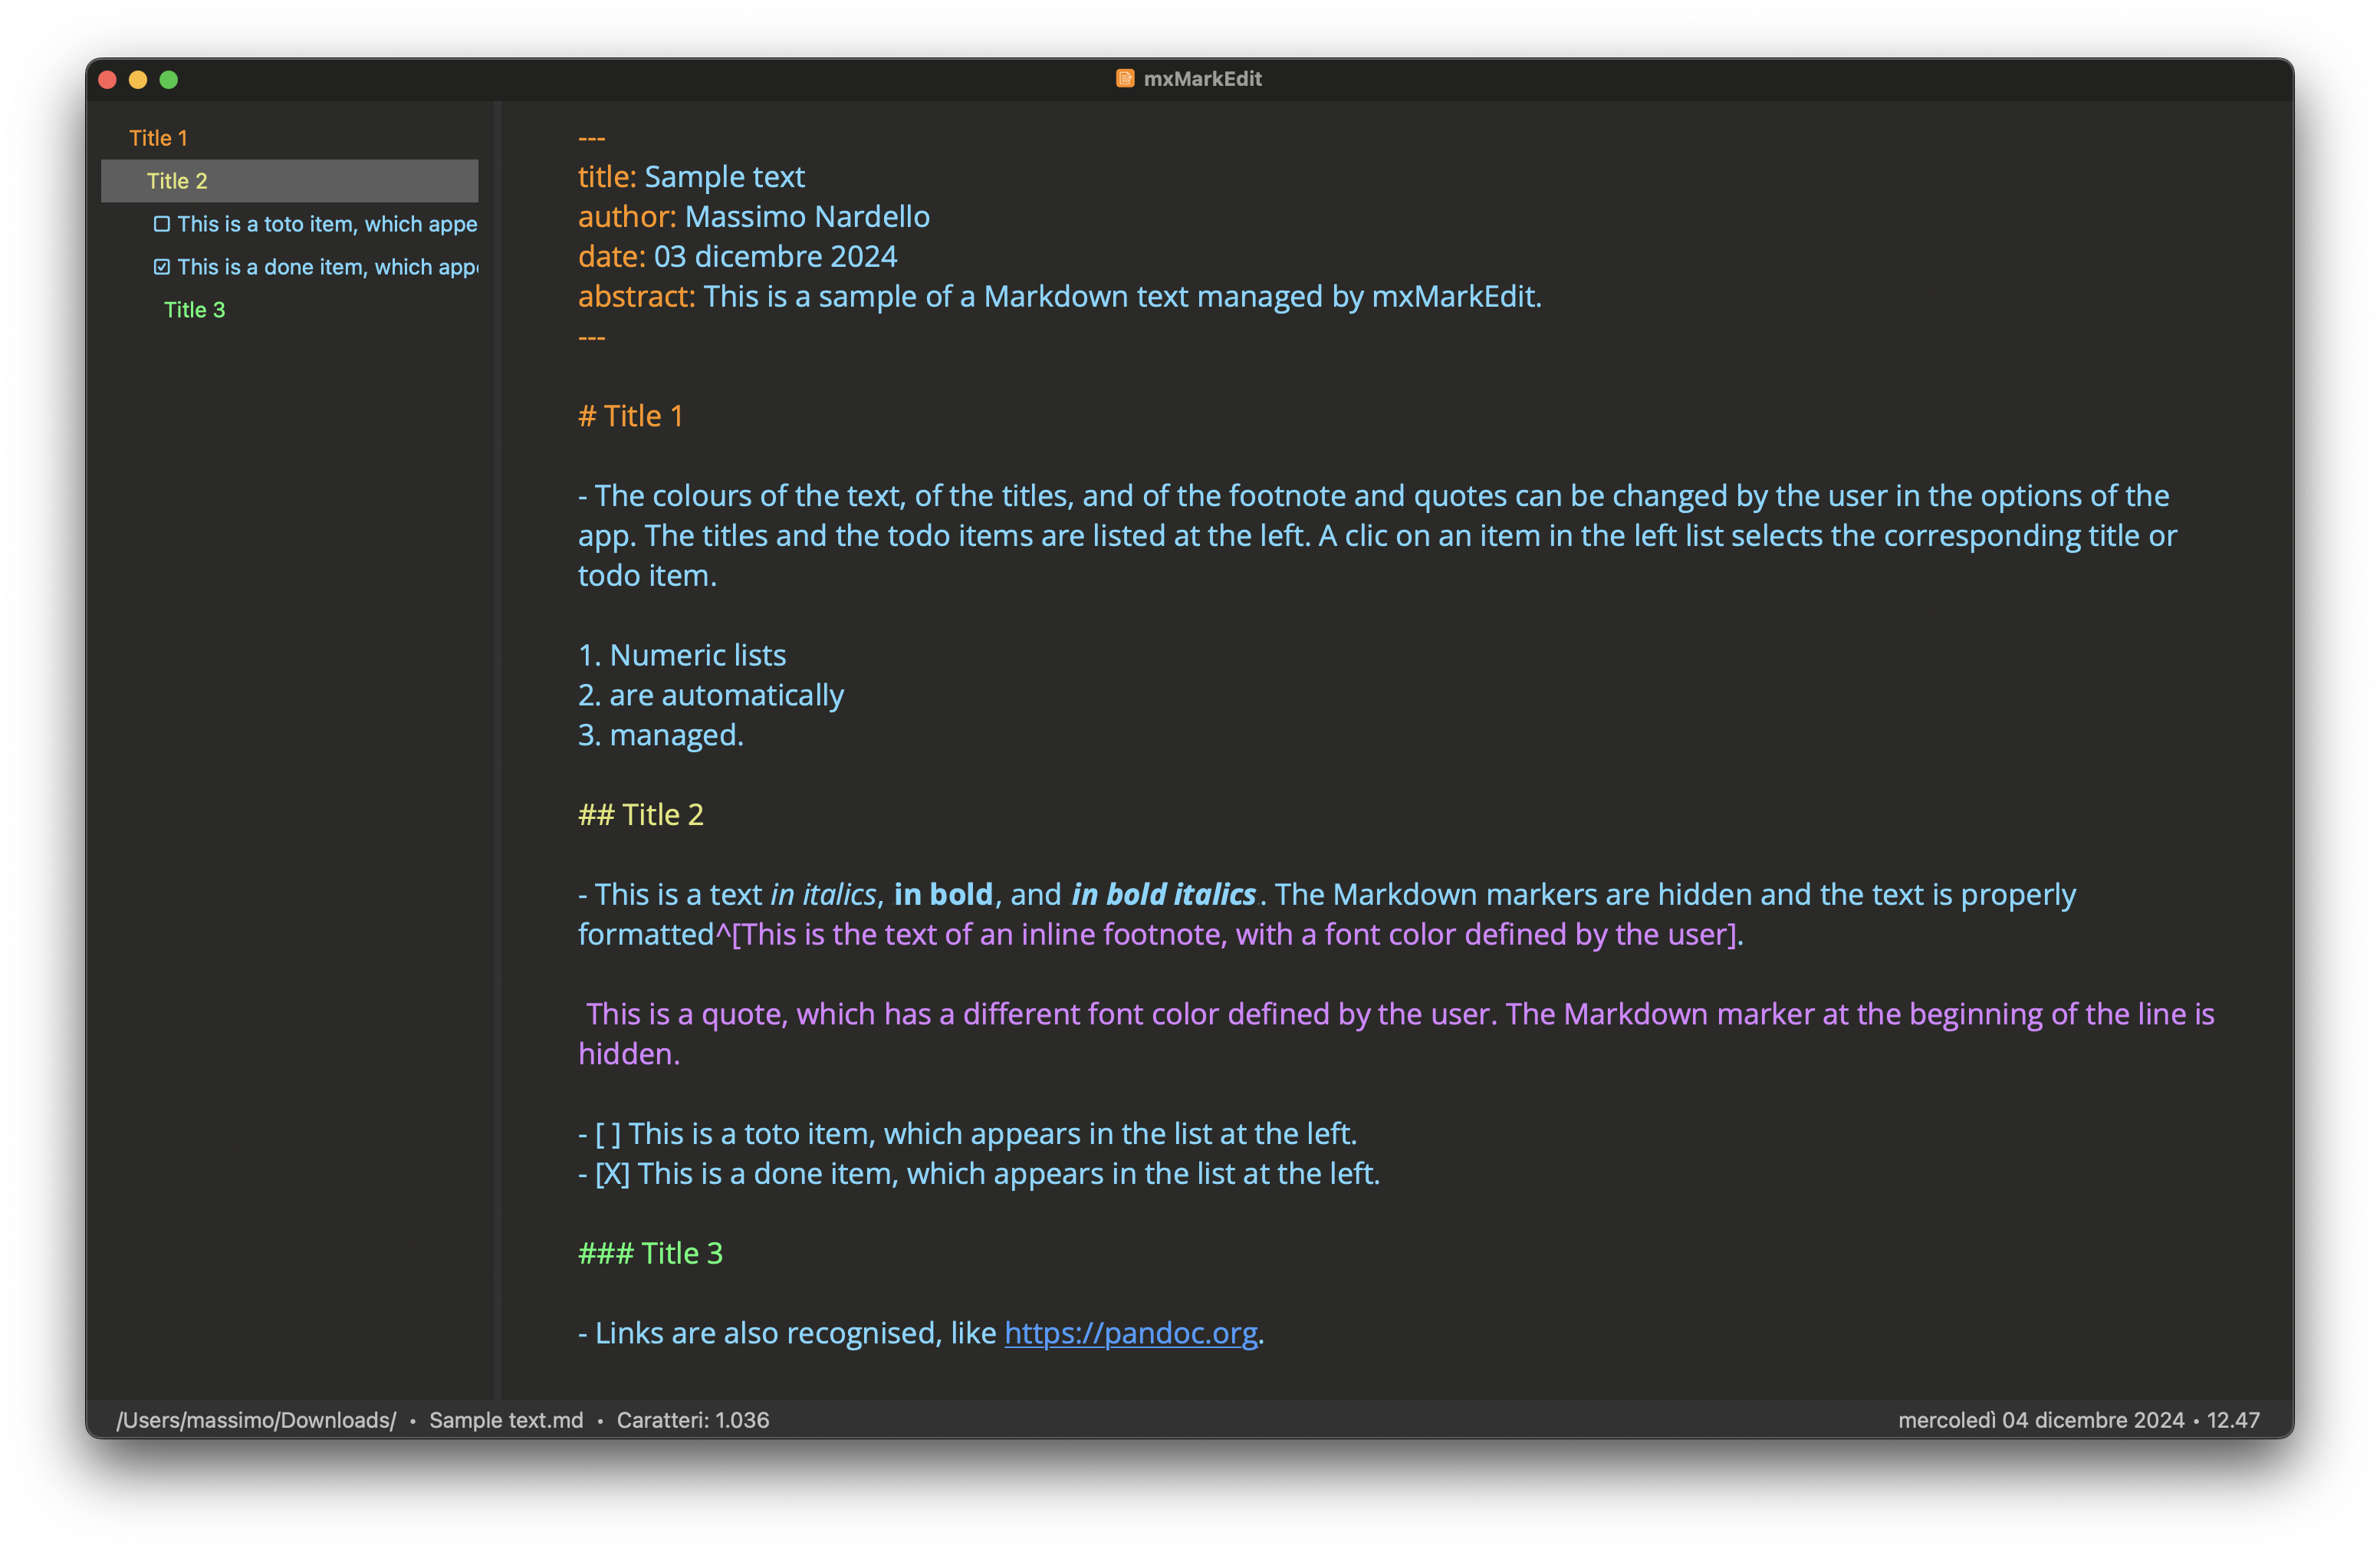 mxMarkEdit
Title 1
Title 2
This is a toto item, which appe
This is a done item, which app
Title 3
---
title: Sample text
author: Massimo Nardello
date: 03 dicembre 2024
abstract: This is a sample of a Markdown text managed by mxMarkEdit.
---
# Title 1
- The colours of the text, of the titles, and of the footnote and quotes can be changed by the user in the options of the
app. The titles and the todo items are listed at the left. A clic on an item in the left list selects the corresponding title or
todo item.
1. Numeric lists
2. are automatically
3. managed.
## Title 2
- This is a text in italics, in bold, and in bold italics. The Markdown markers are hidden and the text is properly
formatted^[This is the text of an inline footnote, with a font color defined by the user].
This is a quote, which has a different font color defined by the user. The Markdown marker at the beginning of the line is
hidden.
- [ ] This is a toto item, which appears in the list at the left.
- [X] This is a done item, which appears in the list at the left.
### Title 3
- Links are also recognised, like https://pandoc.org.
/Users/massimo/Downloads/ • Sample text.md • Caratteri: 1.036
mercoledì 04 dicembre 2024 • 12.47